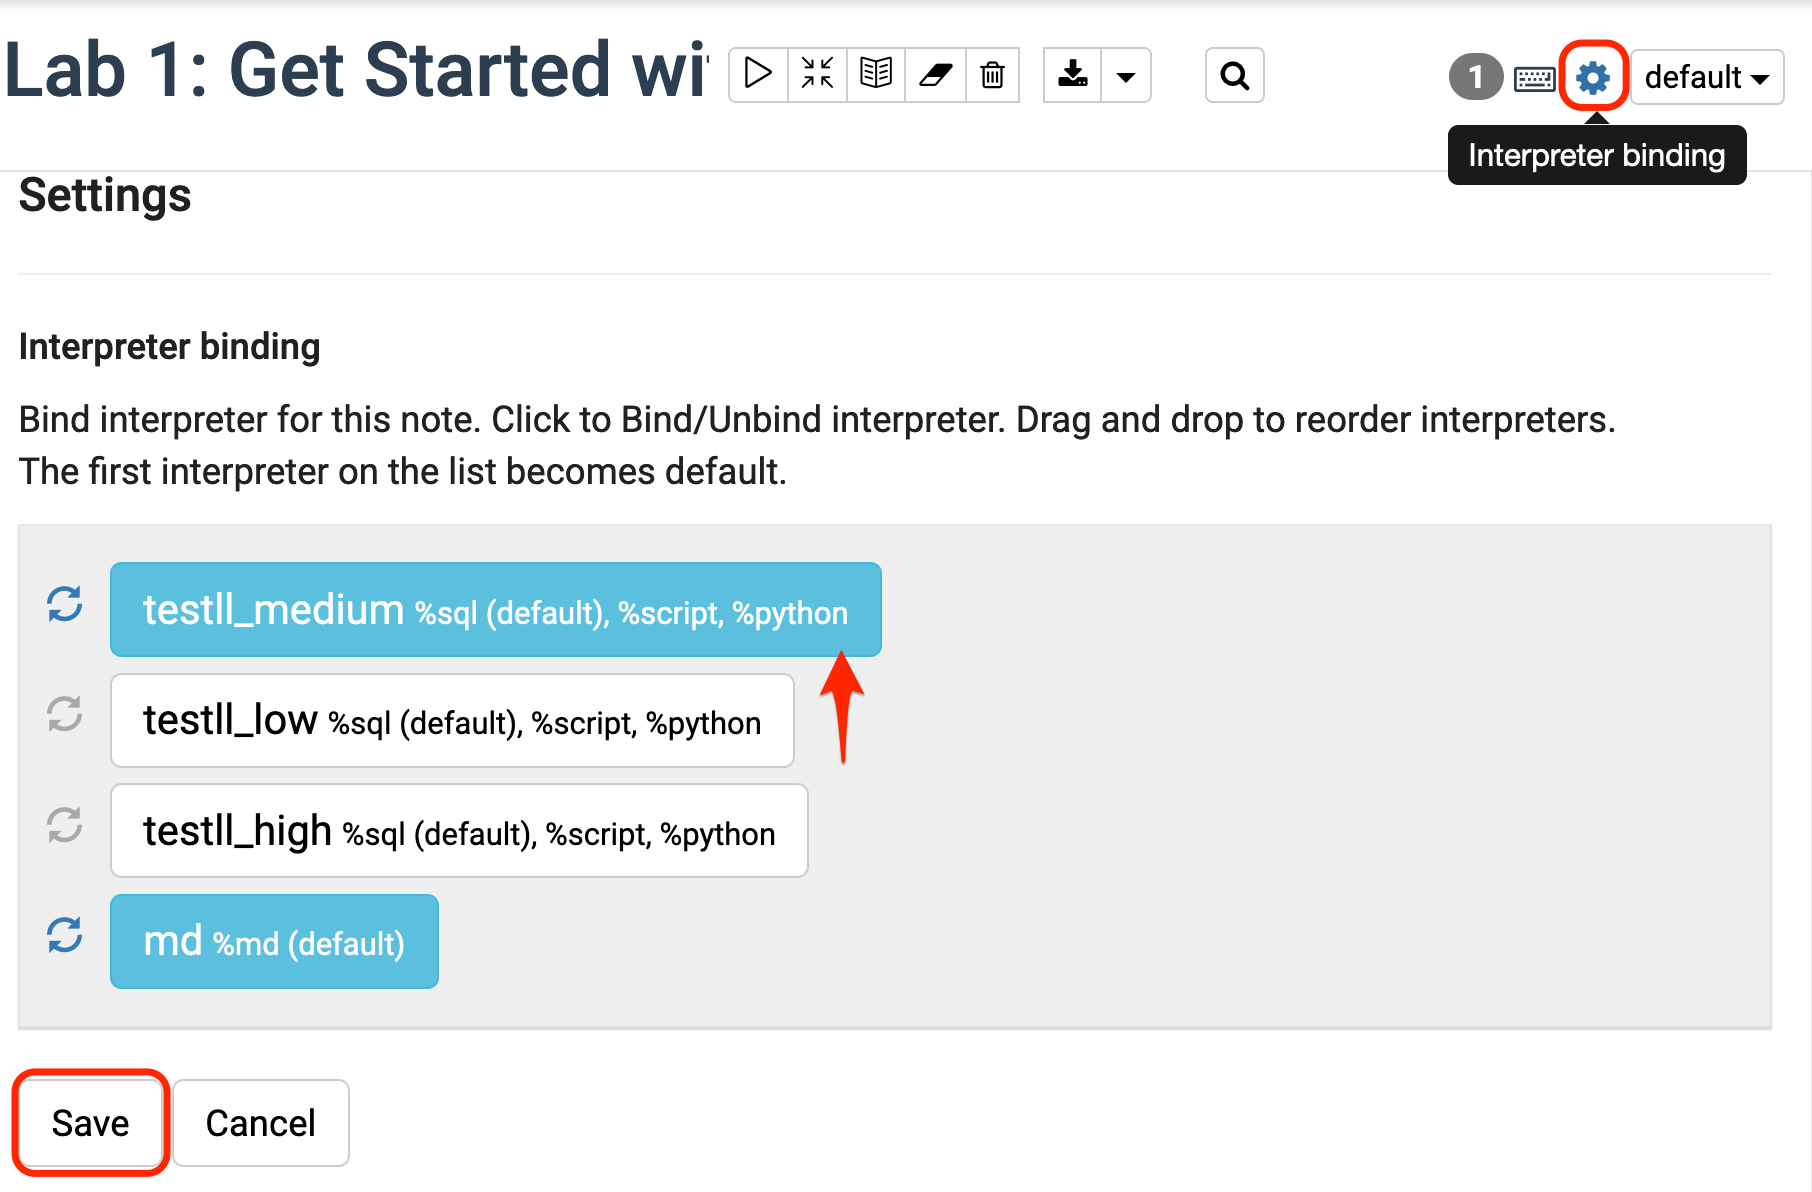 Lab 1: Get Started wi
1
default
Interpreter binding
Settings
Interpreter binding
Bind interpreter for this note. Click to Bind/Unbind interpreter. Drag and drop to reorder interpreters.
The first interpreter on the list becomes default.
testll_medium %sql (default), %script, %python
testll_low %sql (default), %script, %python
testll_high %sql (default), %script, %python
md %md (default)
Save Cancel